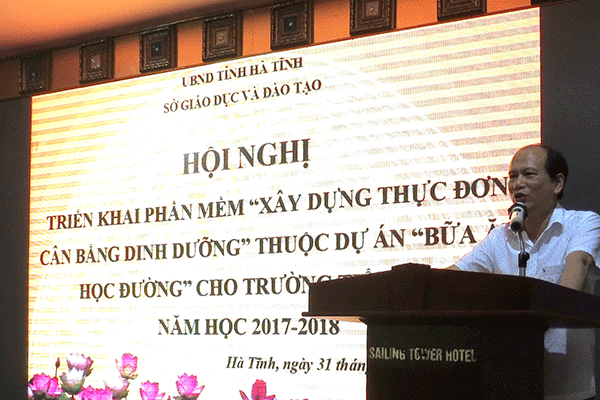 UBND TỈNH HÀ TĨNH
SỞ GIÁO DỤC VÀ ĐÀO TẠO
HỘI NGHỊ
TRIỂN KHAI PHẦN MỀM “XÂY DỰNG THỰC ĐƠN
CÂN BẰNG DINH DƯỠNG” THUỘC DỰ ÁN “BỮA
HỌC ĐƯỜNG” CHO TRƯỜNG
NĂM HỌC 2017-2018
Hà Tĩnh, ngày 31
SAILING TOWER HOTEL